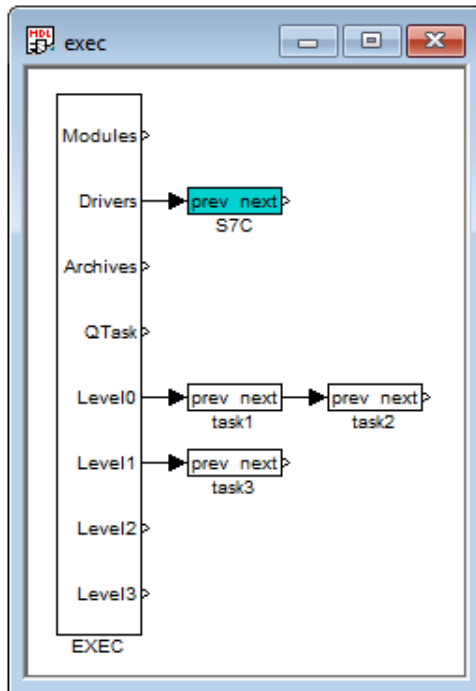 MDL
exec
Modules
Drivers
prev next
S7C
Archives
QTask
Level0
prev next
prev next
task1
task2
Level1
prev next
task3
Level2
Level3
EXEC